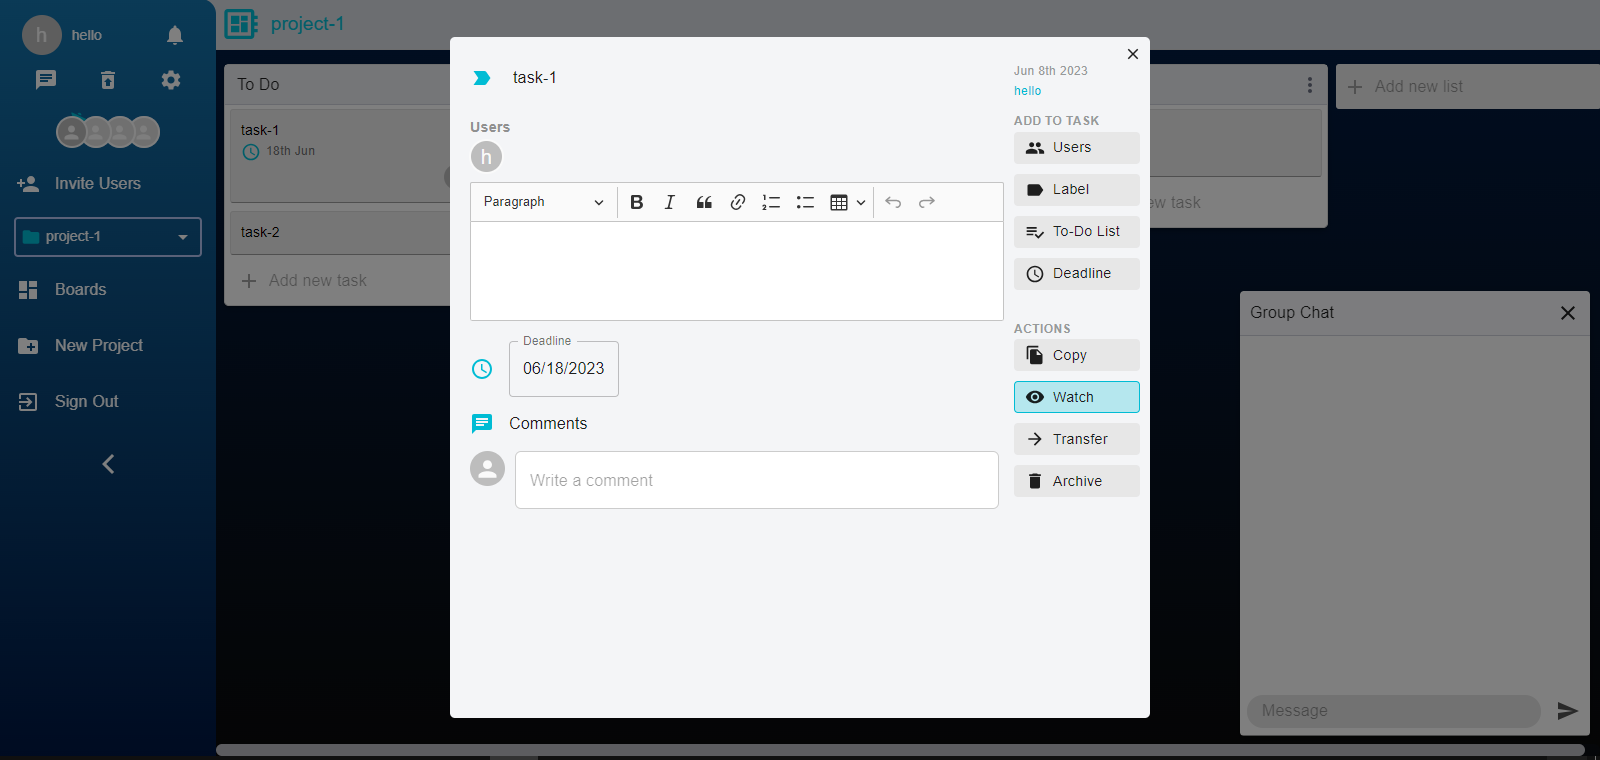 h hello
Invite Users
project-1
Boards
New Project
Sign Out
project-1
To Do
task-1
18th Jun
task-2
Add new task
task-1
Users
h
Paragraph
Deadline
06/18/2023
Comments
Write a comment
Jun 8th 2023
hello
ADD TO TASK
Users
Label
To-Do List
Deadline
ACTIONS
Copy
Watch
Transfer
Archive
task
Add new list
Group Chat
Message